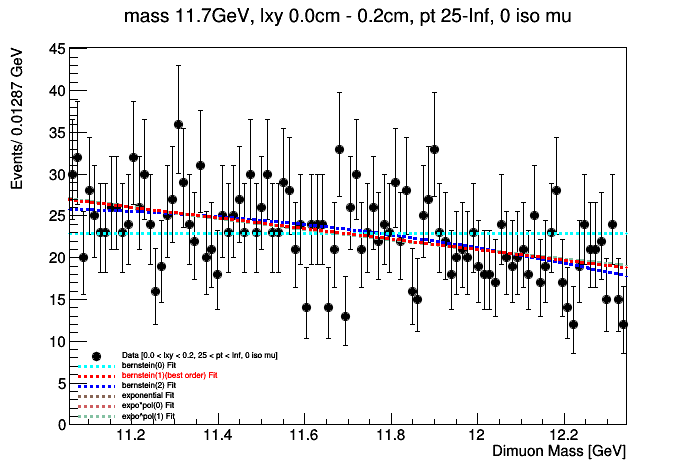 mass 11.7GeV, lxy 0.0cm - 0.2cm, pt 25-Inf, 0 iso mu
Events/ 0.01287 GeV
45
40
35
30
25
20
15
10
5
0
Data [0.0 < lxy < 0.2, 25 < pt < Inf, 0 iso mu]
bernstein(0) Fit
bernstein(1)(best order) Fit
bernstein(2) Fit
exponential Fit
expo*pol(0) Fit
expo*pol(1) Fit
11.2 11.4 11.6 11.8 12 12.2
Dimuon Mass [GeV]